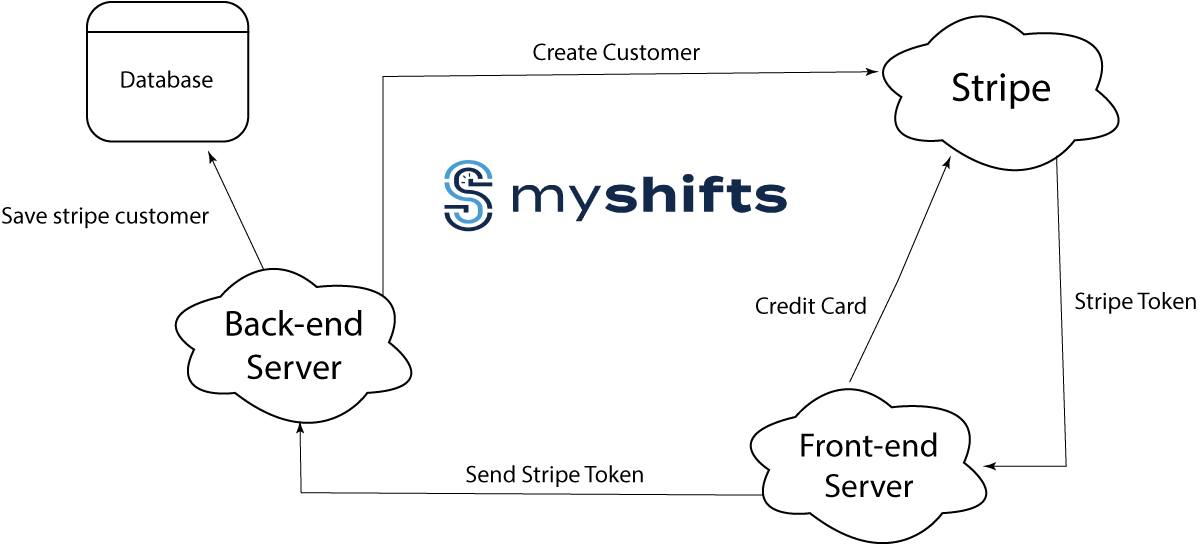 Create Customer
Database
Stripe
myshifts
Save stripe customer
Credit Card
Stripe Token
Back-end
Server
Front-end
Server
Send Stripe Token